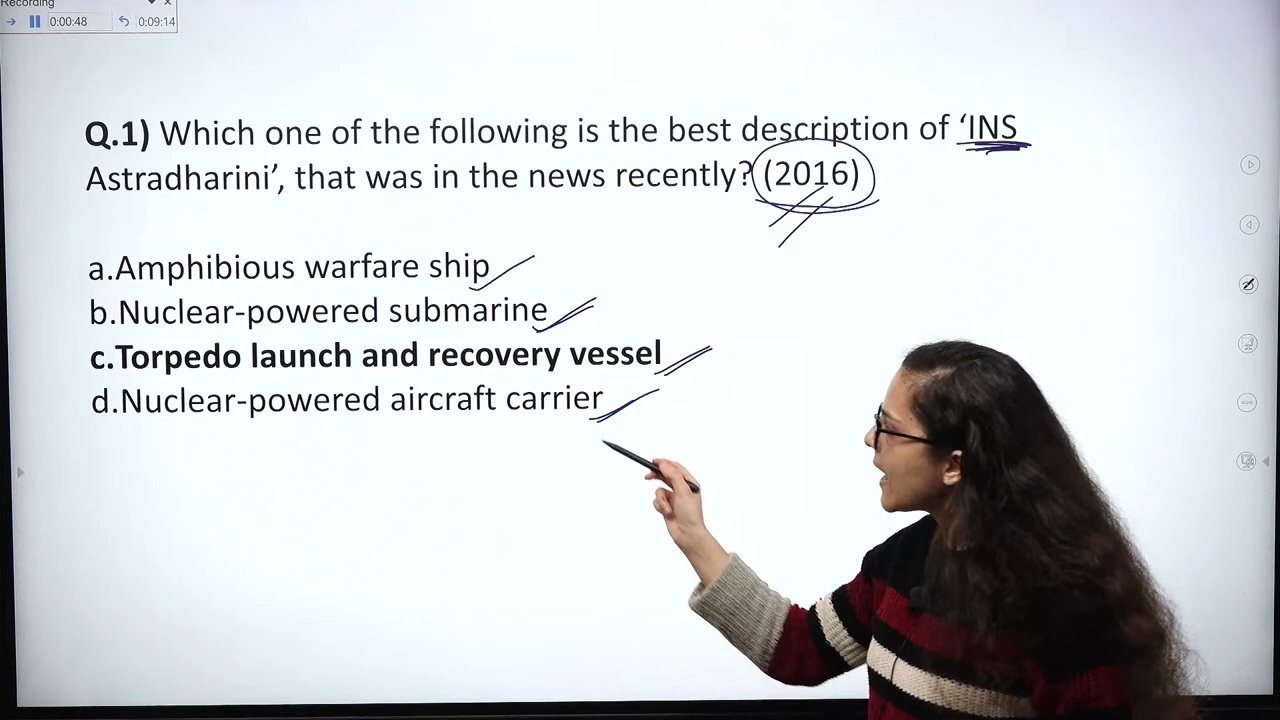 Recording
0:00:48
0:09:14
Q.1) Which one of the following is the best description of ‘INS
Astradharini’, that was in the news recently? (2016)
a.Amphibious warfare ship
b.Nuclear-powered submarine
c.Torpedo launch and recovery vessel
d.Nuclear-powered aircraft carrier